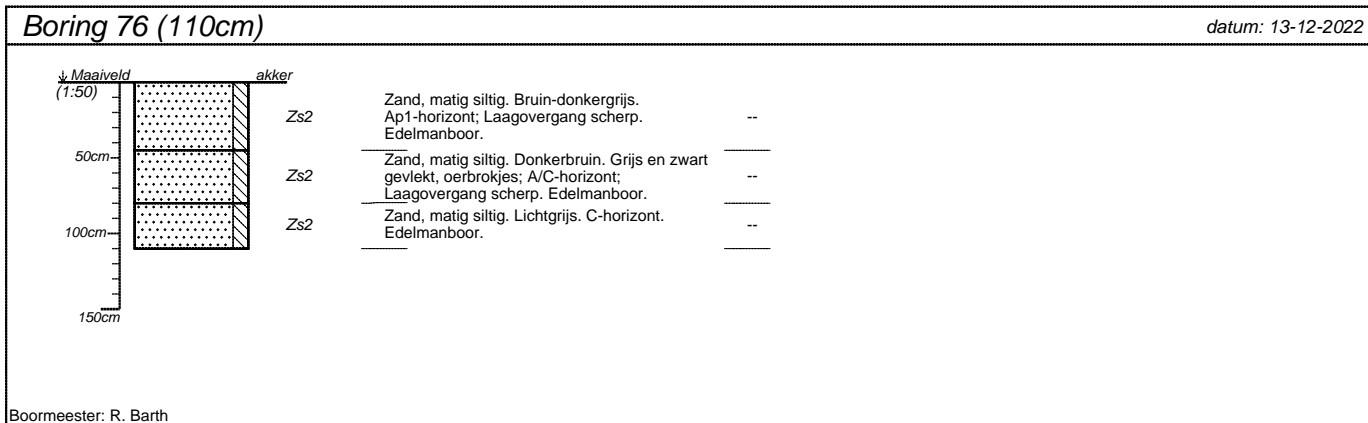 Boring 76 (110cm)
datum: 13-12-2022
Maaiveld
akker
(1:50)
Zs2
Zand, matig siltig. Bruin-donkergrijs.
Ap1-horizont; Laagovergang scherp.
Edelmanboor.
--
50cm
Zs2
Zand, matig siltig. Donkerbruin. Grijs en zwart
gevlekt, oerbrokjes; A/C-horizont;
Laagovergang scherp. Edelmanboor.
--
100cm
Zs2
Zand, matig siltig. Lichtgrijs. C-horizont.
Edelmanboor.
--
150cm
Boormeester: R. Barth